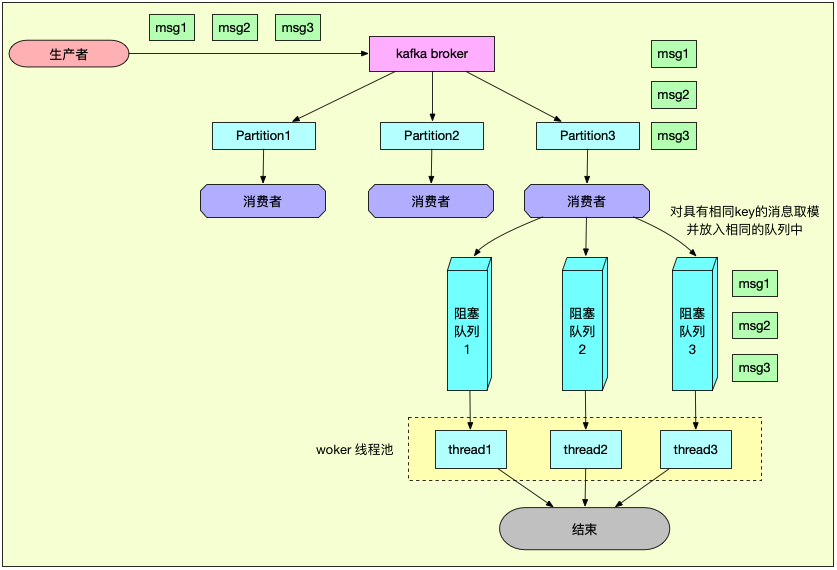 msg1
msg2
msg3
生产者
kafka broker
msg1
msg2
msg3
Partition1
Partition2
Partition3
消费者
消费者
消费者
对具有相同key的消息取模
并放入相同的队列中
阻塞
队列
1
阻塞
队列
2
阻塞
队列
3
msg1
msg2
msg3
woker 线程池
thread1
thread2
thread3
结束